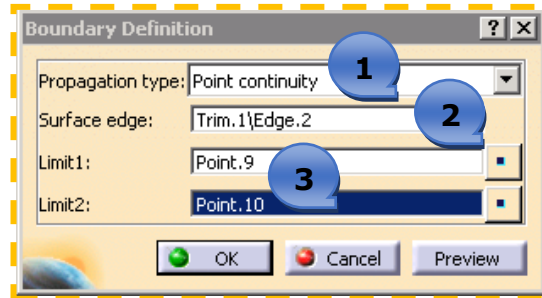 Boundary Definition ? X
Propagation type: Point continuity 1
Surface edge: Trim.1\Edge.2 2
Limit1: Point.9
3
Limit2: Point.10
OK Cancel Preview